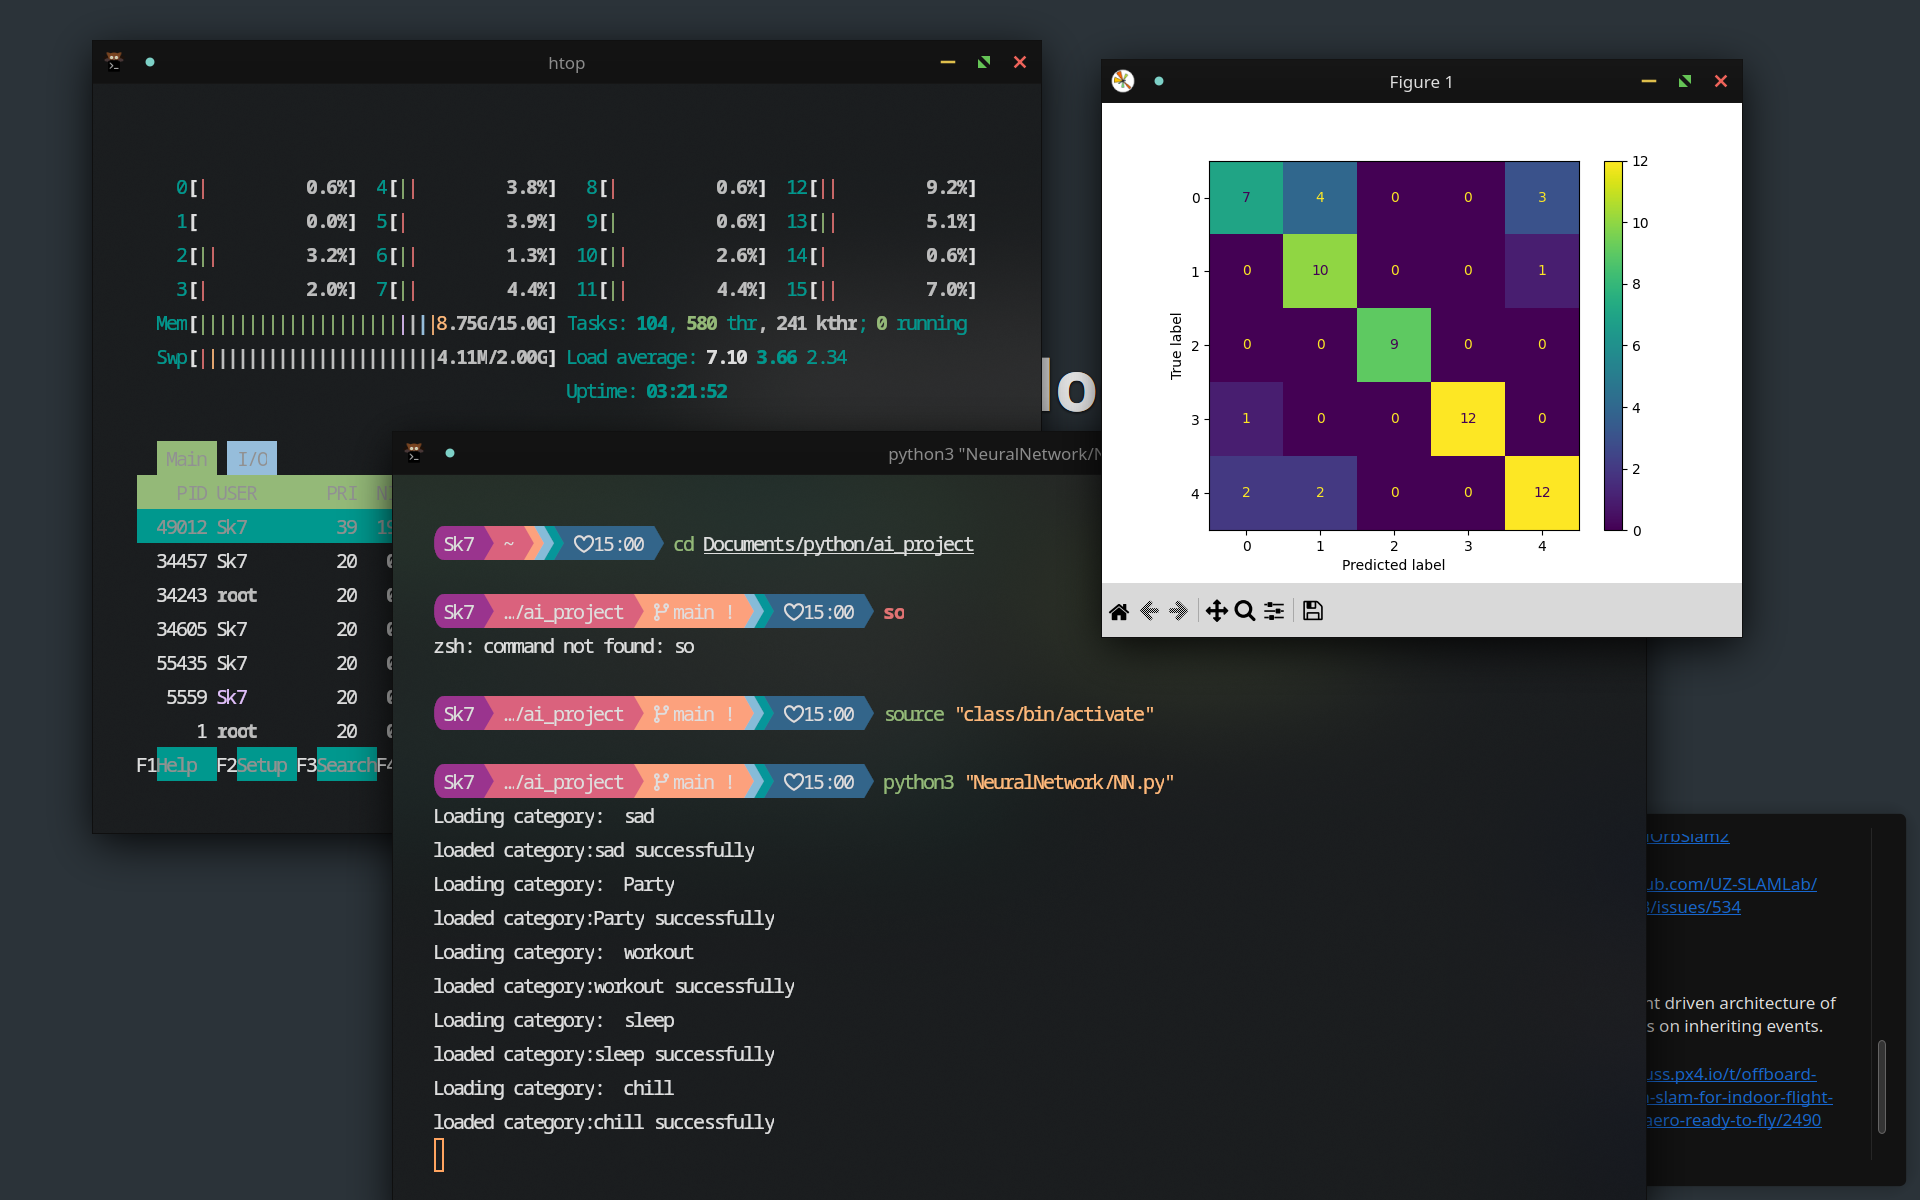 htop
0[| 0.6%] 4[|| 3.8%] 8[| 0.6%] 12[|| 9.2%]
1[ 0.0%] 5[| 3.9%] 9[| 0.6%] 13[|| 5.1%]
2[|| 3.2%] 6[|| 1.3%] 10[|| 2.6%] 14[| 0.6%]
3[| 2.0%] 7[|| 4.4%] 11[|| 4.4%] 15[|| 7.0%]
Mem[||||||||||||||||||||||||8.75G/15.0G] Tasks: 104, 580 thr, 241 kthr; 0 running
Swp[||||||||||||||||||||||||4.11M/2.00G] Load average: 7.10 3.66 2.34
Uptime: 03:21:52
Main I/O
PID USER PRI
49012 Sk7 39
34457 Sk7 20
34243 root 20
34605 Sk7 20
55435 Sk7 20
5559 Sk7 20
1 root 20
F1Help F2Setup F3SearchF4
lo
python3 "NeuralNetwork/N
Sk7 ~ 15:00 cd Documents/python/ai_project
Sk7 …/ai_project main ! 15:00 so
zsh: command not found: so
Sk7 …/ai_project main ! 15:00 source "class/bin/activate"
Sk7 …/ai_project main ! 15:00 python3 "NeuralNetwork/NN.py"
Loading category:  sad
loaded category:sad successfully
Loading category:  Party
loaded category:Party successfully
Loading category:  workout
loaded category:workout successfully
Loading category:  sleep
loaded category:sleep successfully
Loading category:  chill
loaded category:chill successfully
Figure 1
0 7 4 0 0 3
1 0 10 0 0 1
2 0 0 9 0 0
3 1 0 0 12 0
4 2 2 0 0 12
0 1 2 3 4
True label
Predicted label
12
10
8
6
4
2
0
OrbSlam2
ub.com/UZ-SLAMLab/
/issues/534
nt driven architecture of
s on inheriting events.
uss.px4.io/t/offboard-
-slam-for-indoor-flight-
aero-ready-to-fly/2490